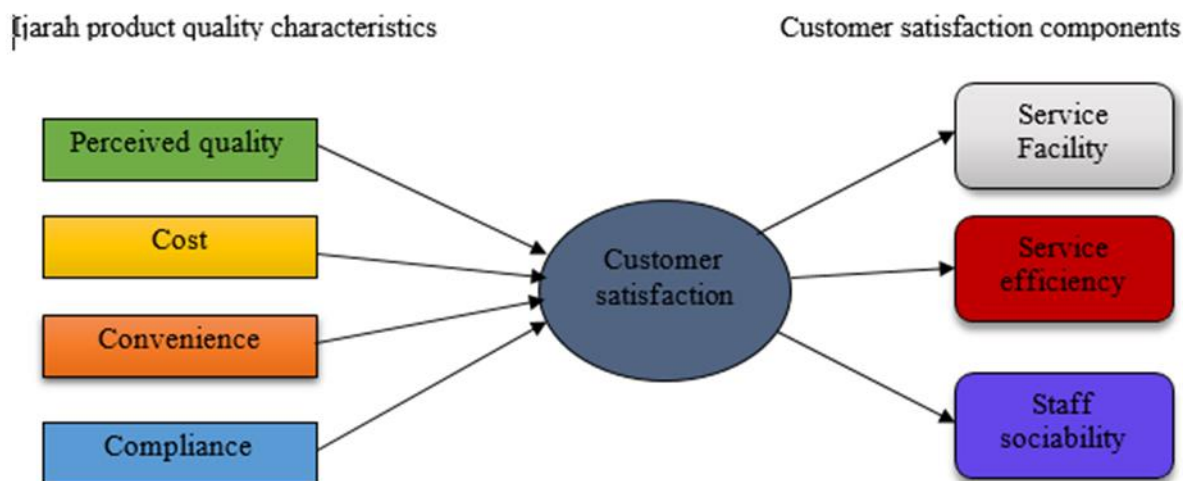 Ijarah product quality characteristics
Customer satisfaction components
Perceived quality
Cost
Convenience
Compliance
Customer
satisfaction
Service
Facility
Service
efficiency
Staff
sociability